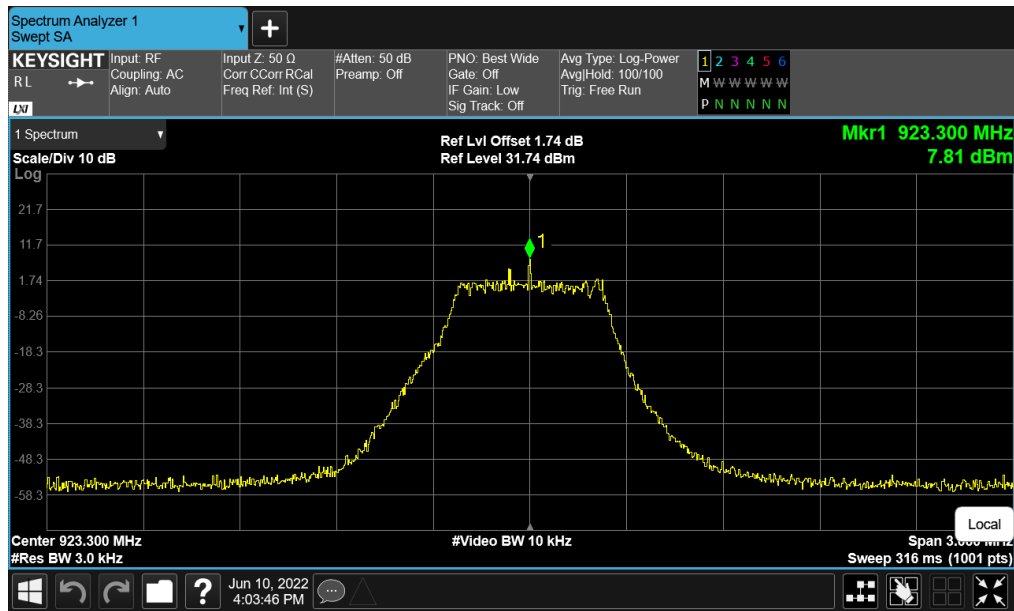 Spectrum Analyzer 1
Swept SA
+
KEYSIGHT Input: RF Input Z: 50 Ω #Atten: 50 dB PNO: Best Wide Avg Type: Log-Power 1 2 3 4 5 6
R L Coupling: AC Corr CCorr RCal Preamp: Off Gate: Off Avg|Hold: 100/100 M W W W W W
Align: Auto Freq Ref: Int (S) IF Gain: Low Trig: Free Run
LXI Sig Track: Off P N N N N N
1 Spectrum
Ref Lvl Offset 1.74 dB Mkr1 923.300 MHz
Scale/Div 10 dB Ref Level 31.74 dBm 7.81 dBm
Log
21.7
11.7
1
1.74
-8.26
-18.3
-28.3
-38.3
-48.3
-58.3
Local
Center 923.300 MHz #Video BW 10 kHz Span
#Res BW 3.0 kHz Sweep 316 ms (1001 pts)
? Jun 10, 2022
4:03:46 PM